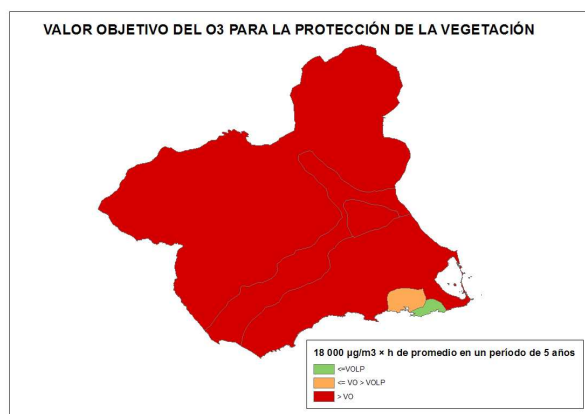 VALOR OBJETIVO DEL O3 PARA LA PROTECCIÓN DE LA VEGETACIÓN
18 000 µg/m3 × h de promedio en un período de 5 años
<=VOLP
<= VO > VOLP
> VO